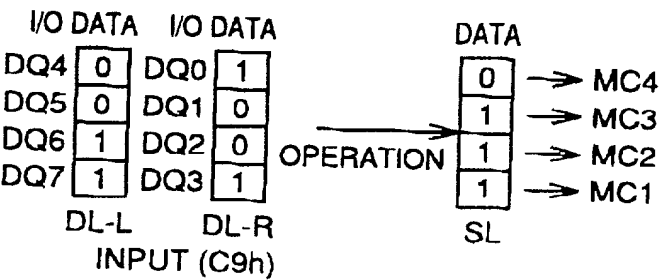 I/O DATA I/O DATA DATA
DQ4 0 DQ0 1 0 MC4
DQ5 0 DQ1 0 1 MC3
DQ6 1 DQ2 0 OPERATION 1 MC2
DQ7 1 DQ3 1 1 MC1
DL-L DL-R SL
INPUT (C9h)